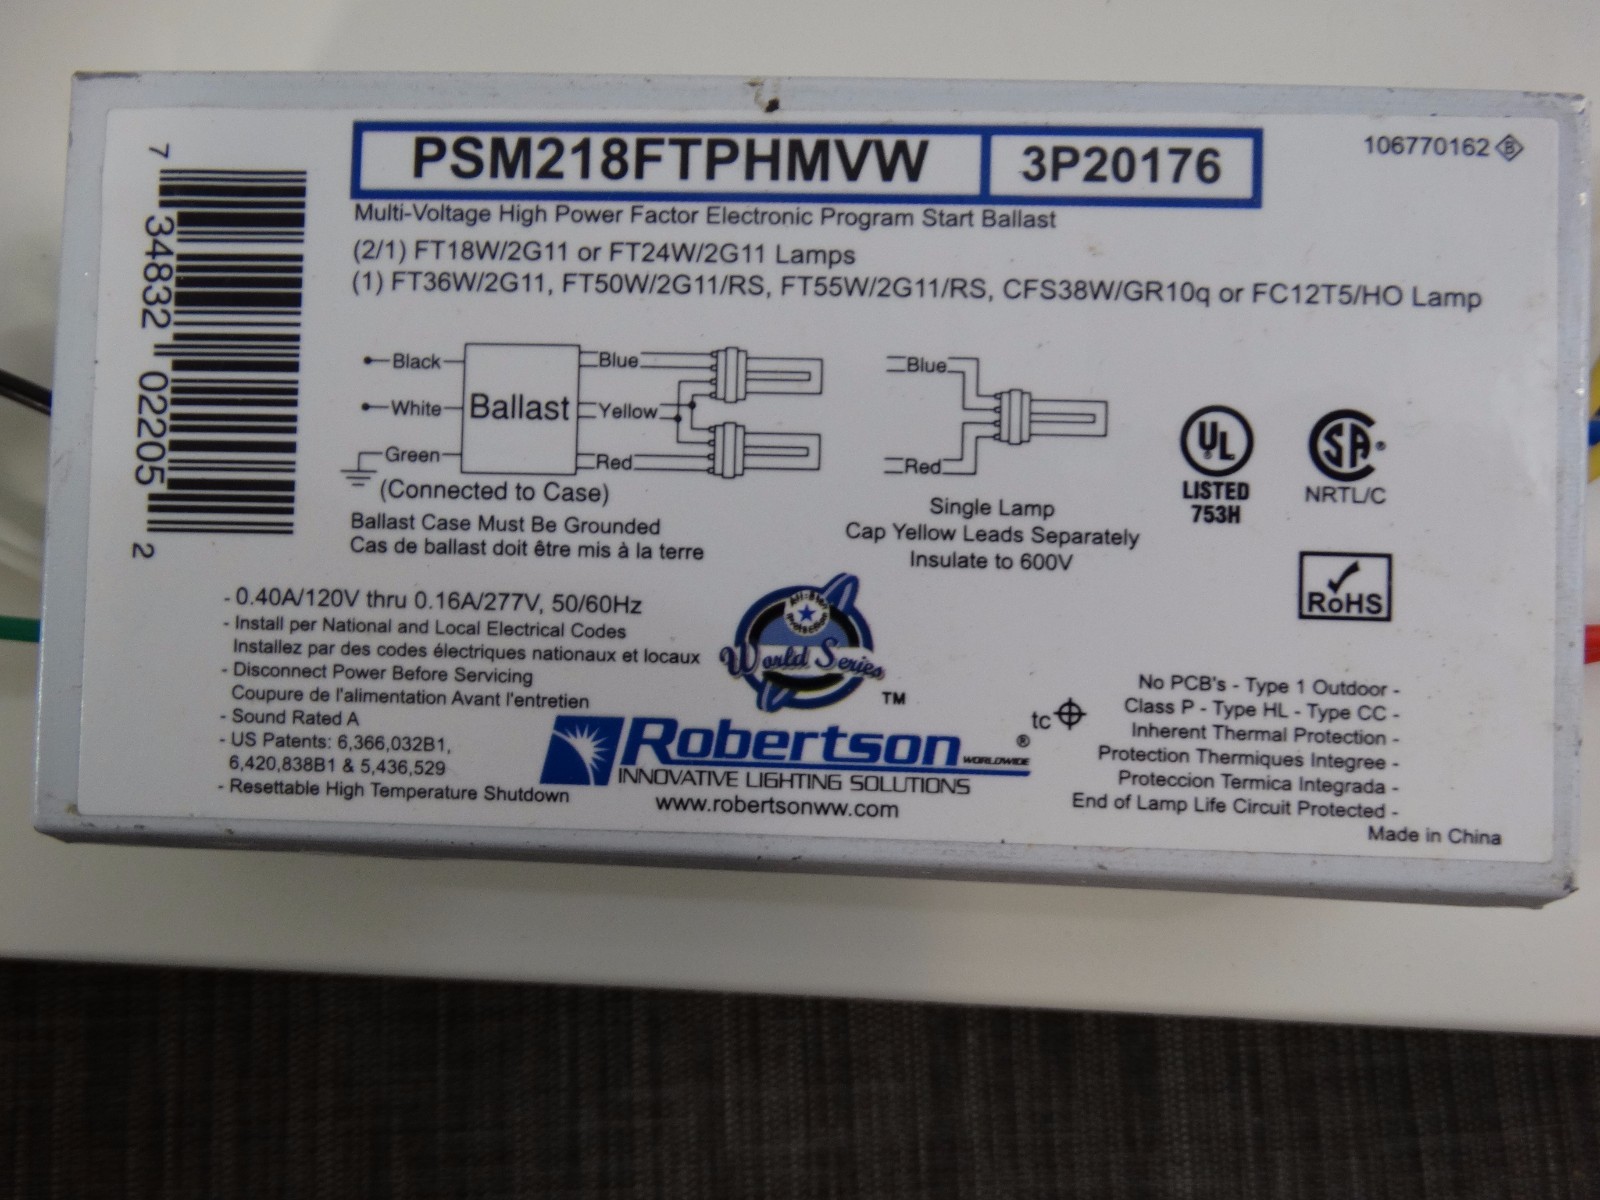 PSM218FTPHMVW 3P20176
106770162 B
Multi-Voltage High Power Factor Electronic Program Start Ballast
(2/1) FT18W/2G11 or FT24W/2G11 Lamps
(1) FT36W/2G11, FT50W/2G11/RS, FT55W/2G11/RS, CFS38W/GR10q or FC12T5/HO Lamp
7 34832 02205 2
Black
White
Green
Ballast
Blue
Yellow
Red
(Connected to Case)
Ballast Case Must Be Grounded
Cas de ballast doit être mis à la terre
Blue
Red
Single Lamp
Cap Yellow Leads Separately
Insulate to 600V
UL
LISTED
753H
SA ®
NRTL/C
RoHS
- 0.40A/120V thru 0.16A/277V, 50/60Hz
- Install per National and Local Electrical Codes
Installez par des codes électriques nationaux et locaux
- Disconnect Power Before Servicing
Coupure de l'alimentation Avant l'entretien
- Sound Rated A
- US Patents: 6,366,032B1,
6,420,838B1 & 5,436,529
- Resettable High Temperature Shutdown
All-Star
Protection
World Series
TM
Robertson WORLDWIDE ®
INNOVATIVE LIGHTING SOLUTIONS
www.robertsonww.com
tc
No PCB's - Type 1 Outdoor -
Class P - Type HL - Type CC -
Inherent Thermal Protection -
Protection Thermiques Integree -
Proteccion Termica Integrada -
End of Lamp Life Circuit Protected -
Made in China